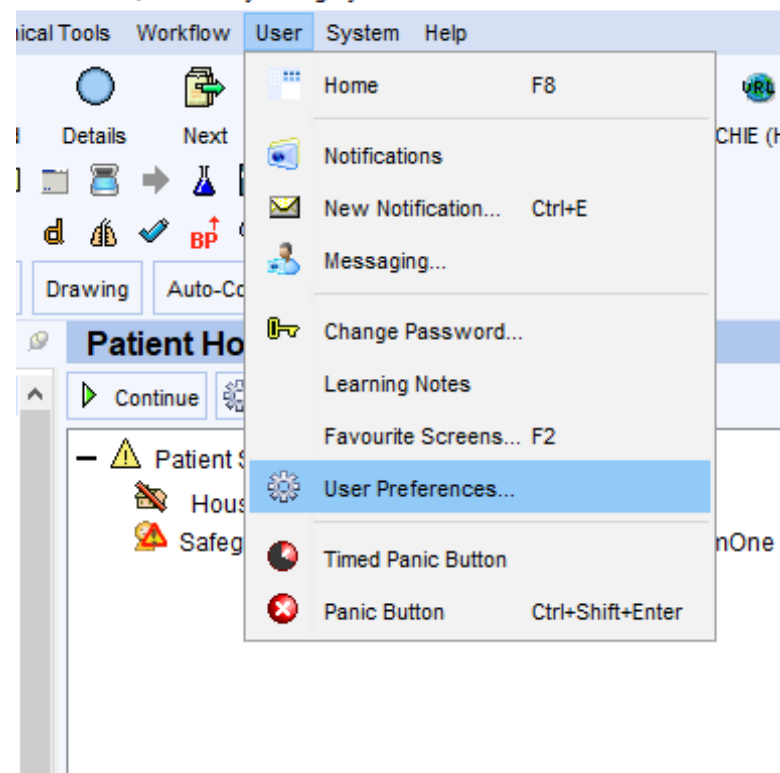 ical Tools Workflow User System Help
Home F8
Details Next URL CHIE (H
Notifications
New Notification... Ctrl+E
d BP
Messaging...
Drawing Auto-Co
Change Password...
Patient Ho
Learning Notes
Continue
Favourite Screens... F2
Patient S
User Preferences...
Hous
Safeg nOne
Timed Panic Button
Panic Button Ctrl+Shift+Enter